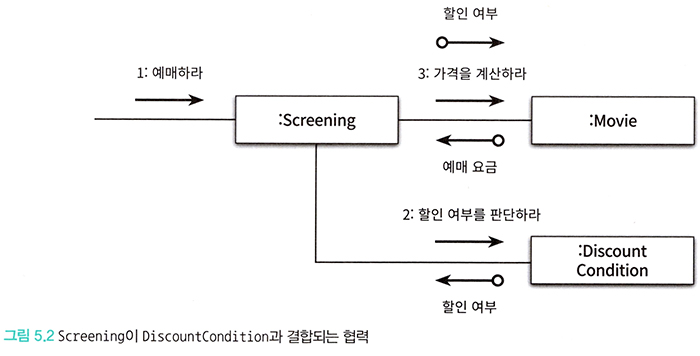 할인 여부
1: 예매하라
3: 가격을 계산하라
:Screening
:Movie
예매 요금
2: 할인 여부를 판단하라
:Discount
Condition
할인 여부
그림 5.2 Screening이 DiscountCondition과 결합되는 협력